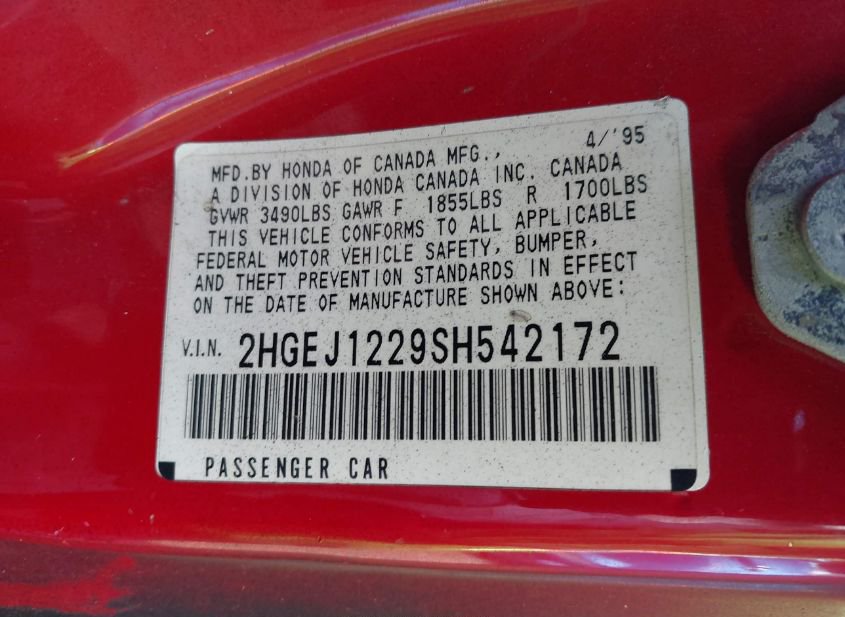 4/'95
MFD.BY HONDA OF CANADA MFG.,
A DIVISION OF HONDA CANADA INC. CANADA
GVWR 3490LBS GAWR F 1855LBS R 1700LBS
THIS VEHICLE CONFORMS TO ALL APPLICABLE
FEDERAL MOTOR VEHICLE SAFETY, BUMPER,
AND THEFT PREVENTION STANDARDS IN EFFECT
ON THE DATE OF MANUFACTURE SHOWN ABOVE:
V.I.N. 2HGEJ1229SH542172
PASSENGER CAR